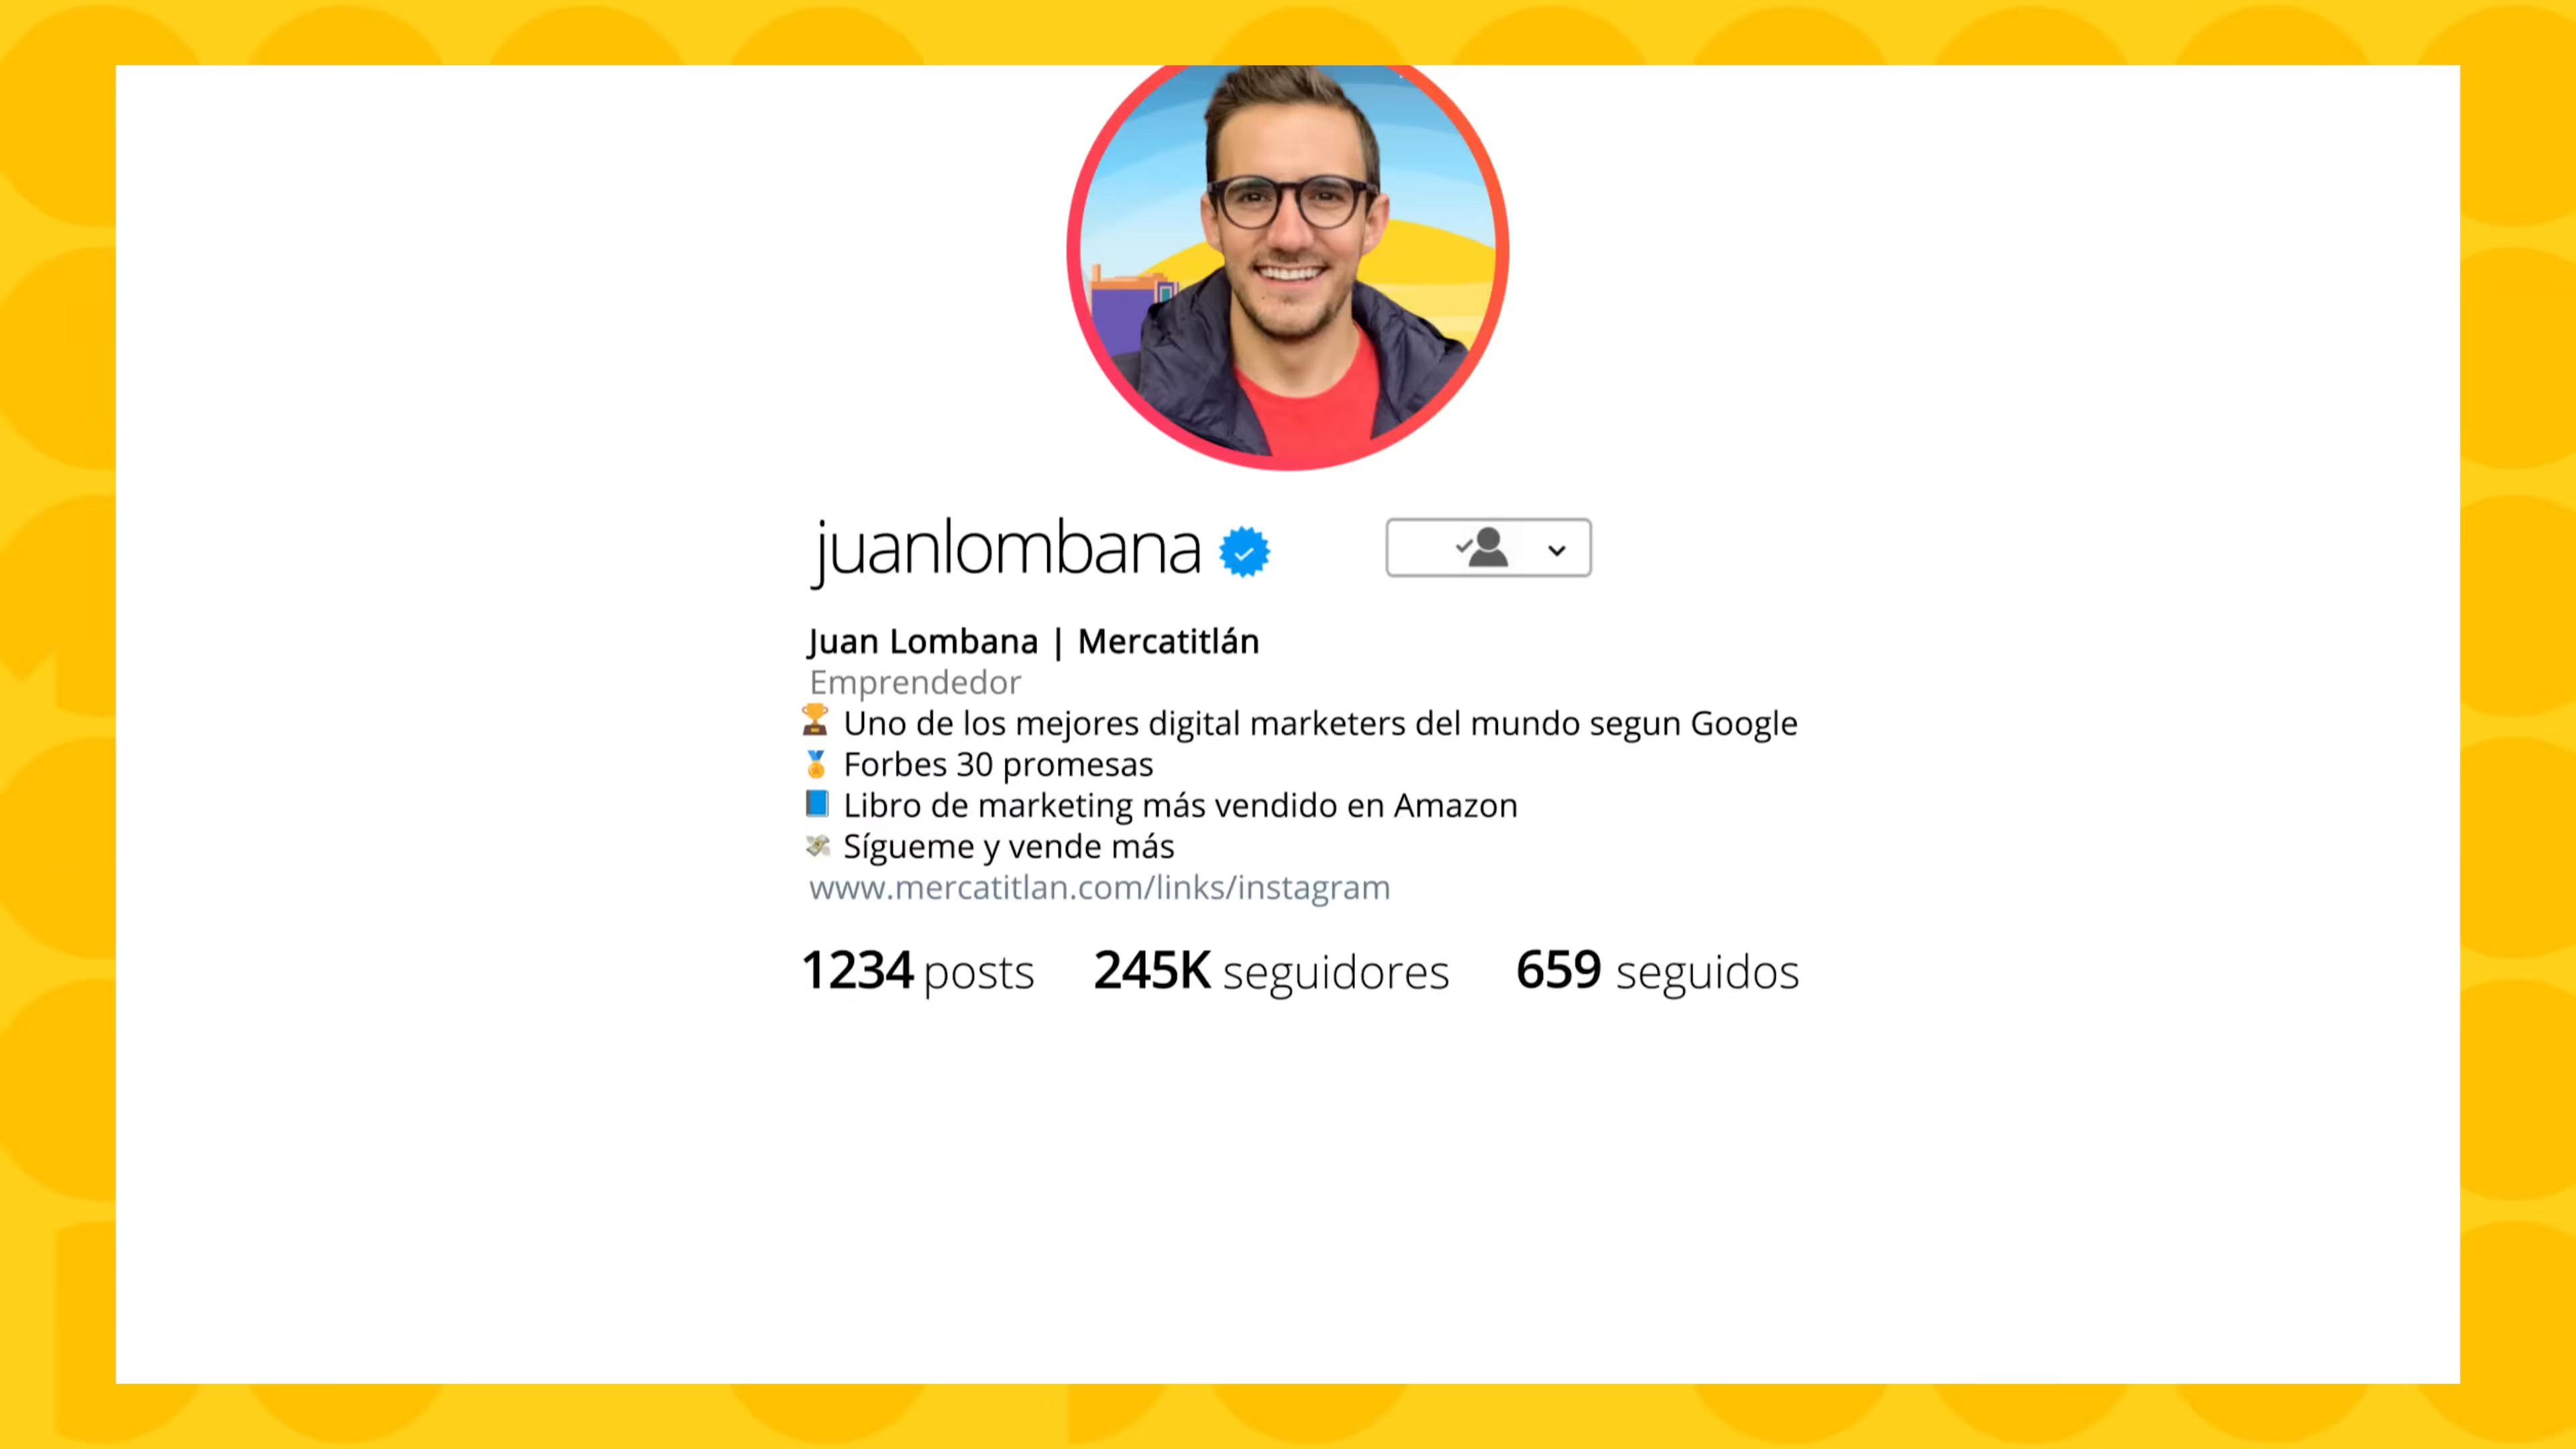 juanlombana
Juan Lombana | Mercatitlán
Emprendedor
🏆 Uno de los mejores digital marketers del mundo segun Google
🏅 Forbes 30 promesas
📘 Libro de marketing más vendido en Amazon
💸 Sígueme y vende más
www.mercatitlan.com/links/instagram
1234 posts 245K seguidores 659 seguidos